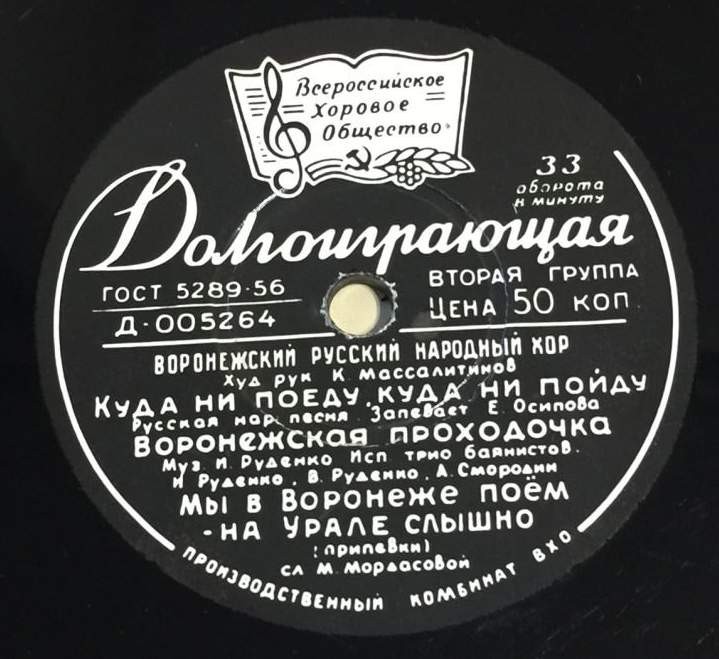 Всероссийское
Хоровое
Общество
33
оборота
в минуту
Долгоиграющая
ГОСТ 5289-56
Д-005264
ВТОРАЯ ГРУППА
ЦЕНА 50 КОП
ВОРОНЕЖСКИЙ РУССКИЙ НАРОДНЫЙ ХОР
Худ рук К Массалитинов
КУДА НИ ПОЕДУ, КУДА НИ ПОЙДУ
Русская нар песня Запевает Е Осипова
ВОРОНЕЖСКАЯ ПРОХОДОЧКА
Муз. И. Руденко Исп трио баянистов.
И Руденко, В. Руденко, А. Смородин
МЫ В ВОРОНЕЖЕ ПОЁМ
-НА УРАЛЕ СЛЫШНО
(припевки)
сл М. Мордасовой
ПРОИЗВОДСТВЕННЫЙ КОМБИНАТ ВХО